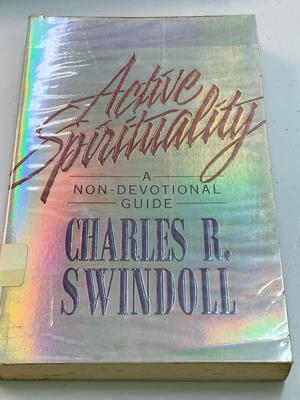 Active
Spirituality
A
NON-DEVOTIONAL
GUIDE
CHARLES R.
SWINDOLL